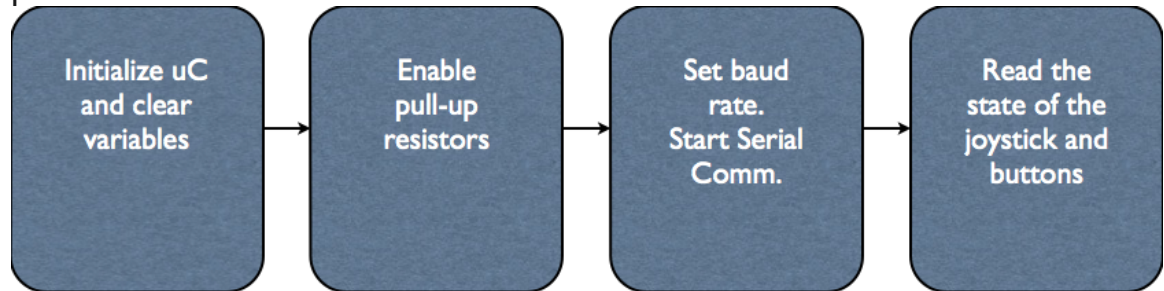 Initialize uC
and clear
variables
Enable
pull-up
resistors
Set baud
rate.
Start Serial
Comm.
Read the
state of the
joystick and
buttons